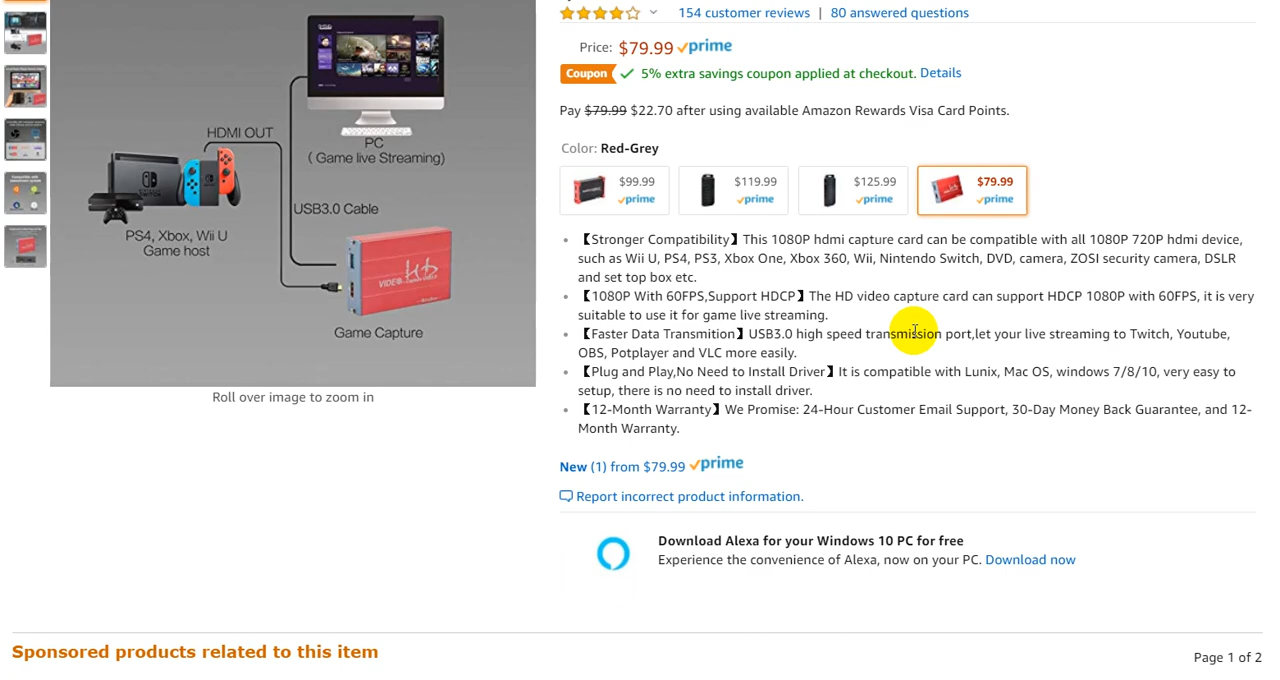 154 customer reviews | 80 answered questions
Price: $79.99 prime
Coupon 5% extra savings coupon applied at checkout. Details
Pay $79.99 $22.70 after using available Amazon Rewards Visa Card Points.
Color: Red-Grey
$99.99 prime
$119.99 prime
$125.99 prime
$79.99 prime
【Stronger Compatibility】This 1080P hdmi capture card can be compatible with all 1080P 720P hdmi device,
such as Wii U, PS4, PS3, Xbox One, Xbox 360, Wii, Nintendo Switch, DVD, camera, ZOSI security camera, DSLR
and set top box etc.
【1080P With 60FPS,Support HDCP】The HD video capture card can support HDCP 1080P with 60FPS, it is very
suitable to use it for game live streaming.
【Faster Data Transmition】USB3.0 high speed transmission port,let your live streaming to Twitch, Youtube,
OBS, Potplayer and VLC more easily.
【Plug and Play,No Need to Install Driver】It is compatible with Lunix, Mac OS, windows 7/8/10, very easy to
setup, there is no need to install driver.
【12-Month Warranty】We Promise: 24-Hour Customer Email Support, 30-Day Money Back Guarantee, and 12-
Month Warranty.
New (1) from $79.99 prime
Report incorrect product information.
Download Alexa for your Windows 10 PC for free
Experience the convenience of Alexa, now on your PC. Download now
HDMI OUT
PC
( Game live Streaming)
USB3.0 Cable
PS4, Xbox, Wii U
Game host
VIDEO
Game Capture
Roll over image to zoom in
Sponsored products related to this item
Page 1 of 2